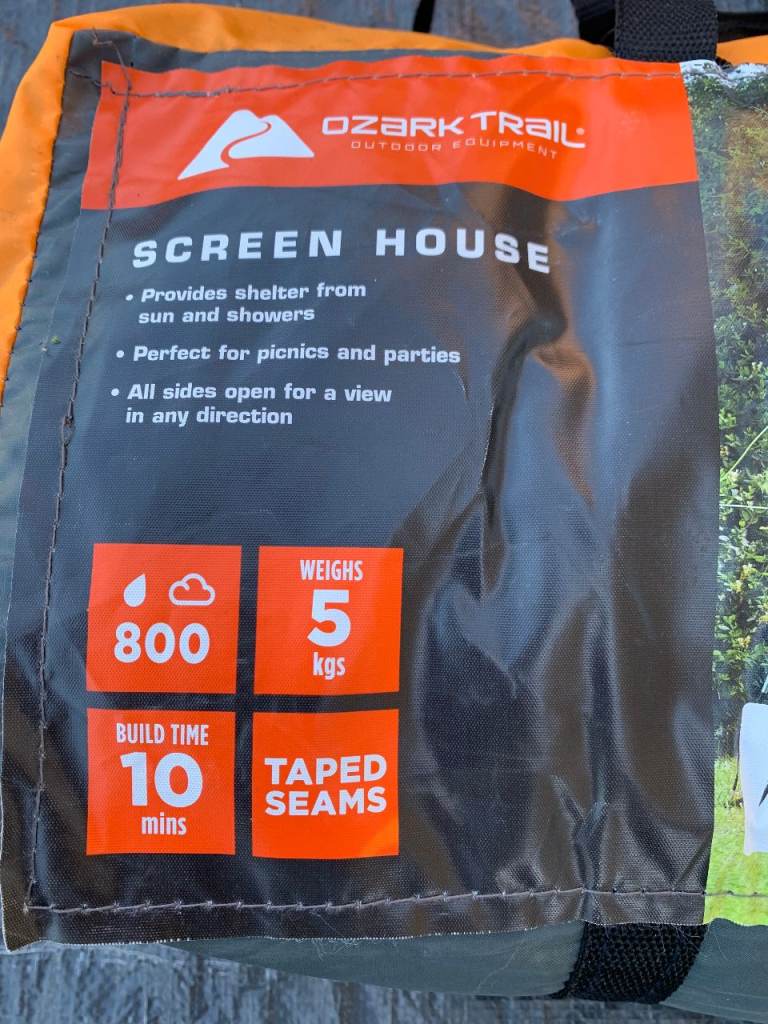 OZARK TRAIL®
OUTDOOR EQUIPMENT
SCREEN HOUSE
• Provides shelter from
sun and showers
• Perfect for picnics and parties
• All sides open for a view
in any direction
800
WEIGHS
5
kgs
BUILD TIME
10
mins
TAPED
SEAMS